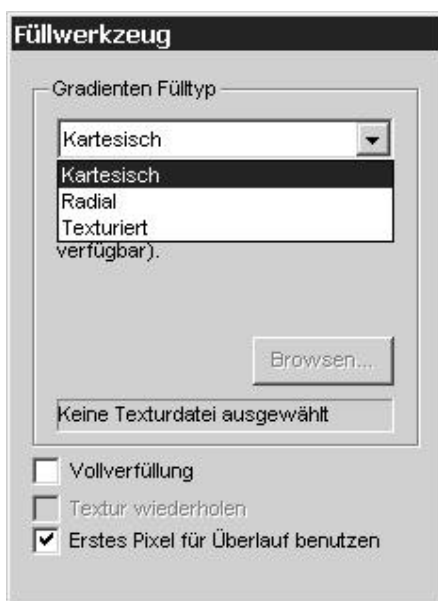 Füllwerkzeug
Gradienten Fülltyp
Kartesisch
Kartesisch
Radial
Texturiert
verfügbar).
Browsen...
Keine Texturdatei ausgewählt
Vollverfüllung
Textur wiederholen
Erstes Pixel für Überlauf benutzen